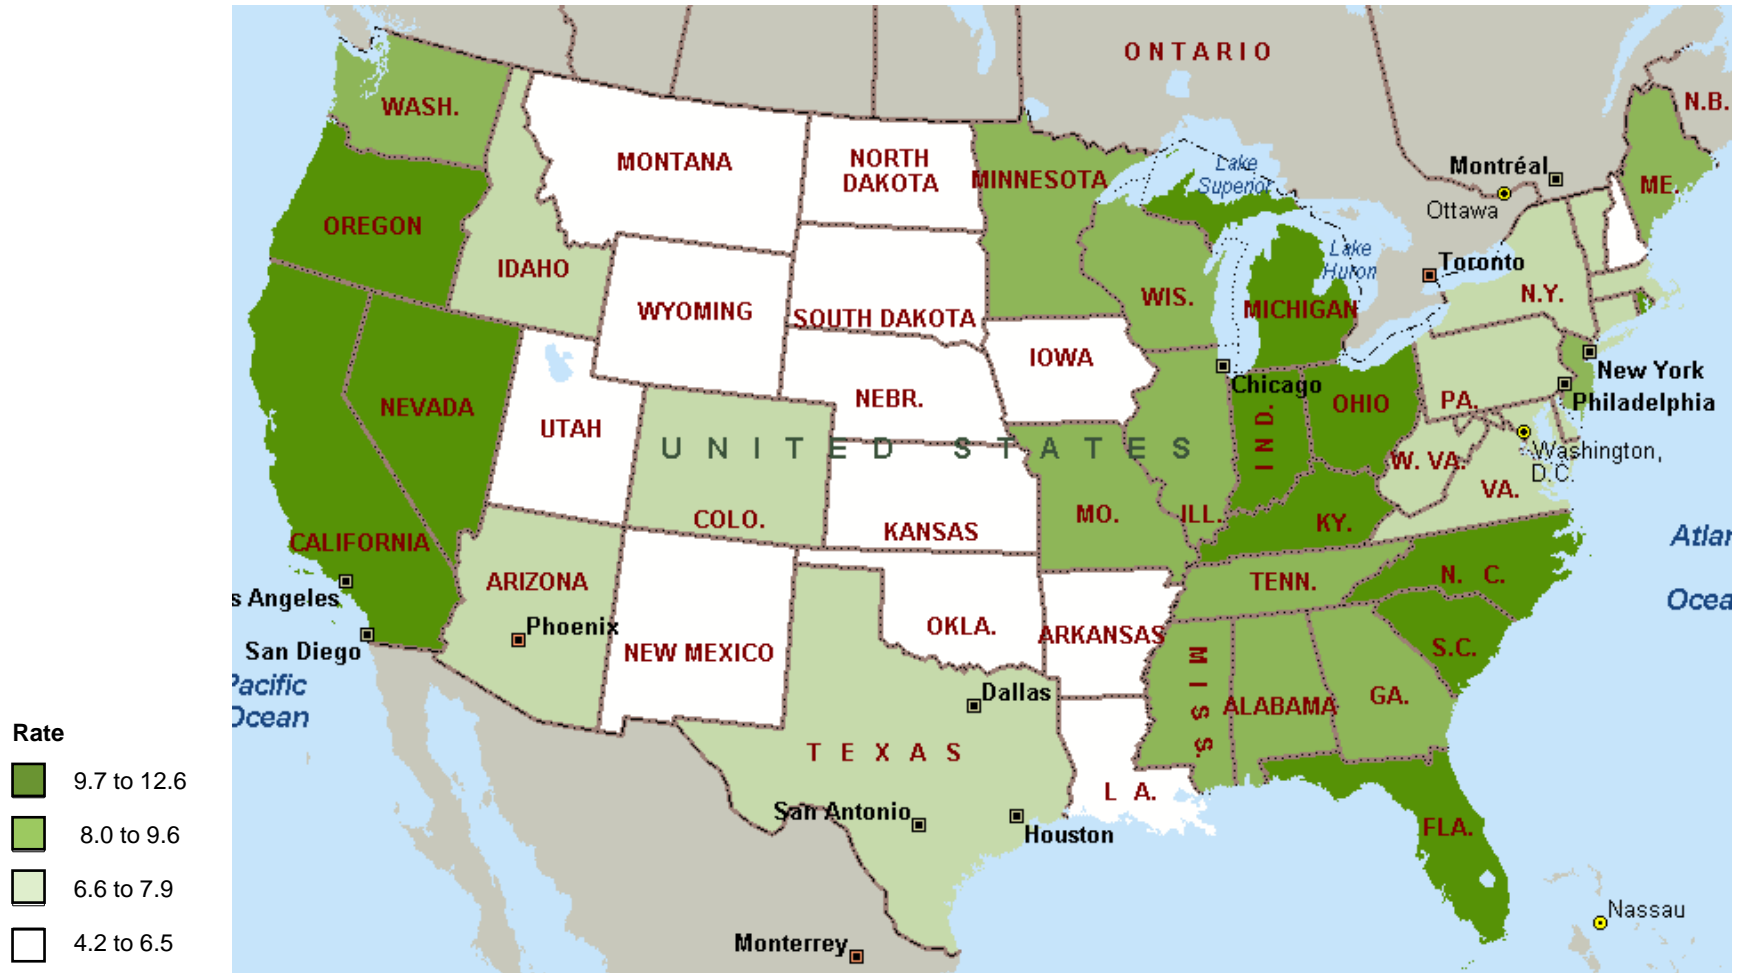 ONTARIO
N.B.
WASH.
MONTANA
NORTH
DAKOTA
MINNESOTA
Lake
Superior
Montréal
ME.
Ottawa
OREGON
IDAHO
Lake
Huron
Toronto
WIS.
N.Y.
WYOMING
SOUTH DAKOTA
MICHIGAN
IOWA
New York
Chicago
NEVADA
NEBR.
OHIO
PA.
Philadelphia
UTAH
UNITED STATES
IND.
W. VA.
Washington,
D.C.
VA.
COLO.
KANSAS
MO.
ILL.
KY.
CALIFORNIA
Atlan
ARIZONA
TENN.
N. C.
s Angeles
Ocea
Phoenix
OKLA.
ARKANSAS
San Diego
NEW MEXICO
MISS.
S.C.
Pacific
Ocean
Dallas
ALABAMA
GA.
TEXAS
LA.
San Antonio
Houston
FLA.
Nassau
Monterrey
Rate
9.7 to 12.6
8.0 to 9.6
6.6 to 7.9
4.2 to 6.5